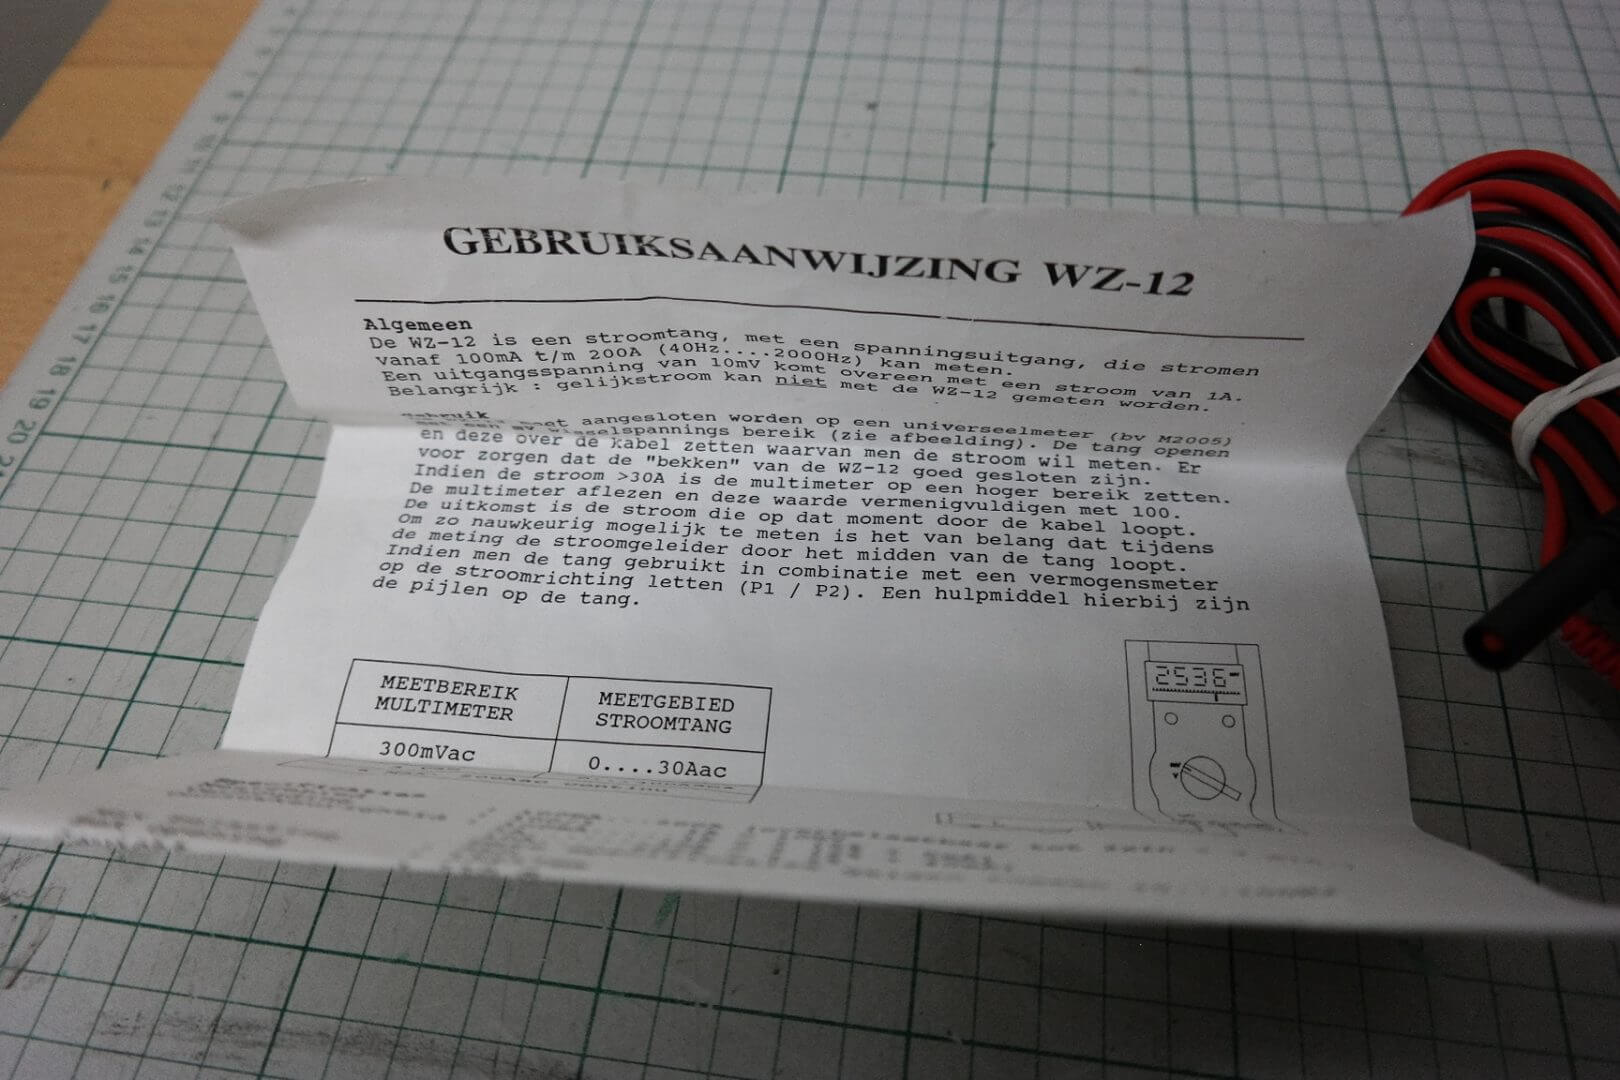 GEBRUIKSAANWIJZING WZ-12
Algemeen
De WZ-12 is een stroomtang, met een spanningsuitgang, die stromen
vanaf 100mA t/m 200A (40Hz....2000Hz) kan meten.
Een uitgangsspanning van 10mV komt overeen met een stroom van 1A.
Belangrijk : gelijkstroom kan niet met de WZ-12 gemeten worden.
aangesloten worden op een universeelmeter (bv M2005)
bereik (zie afbeelding). De tang openen
en deze over de kabel zetten waarvan men de stroom wil meten. Er
voor zorgen dat de "bekken" van de WZ-12 goed gesloten zijn.
Indien de stroom >30A is de multimeter op een hoger bereik zetten.
De multimeter aflezen en deze waarde vermenigvuldigen met 100.
De uitkomst is de stroom die op dat moment door de kabel loopt.
Om zo nauwkeurig mogelijk te meten is het van belang dat tijdens
de meting de stroomgeleider door het midden van de tang loopt.
Indien men de tang gebruikt in combinatie met een vermogensmeter
op de stroomrichting letten (P1 / P2). Een hulpmiddel hierbij zijn
de pijlen op de tang.
MEETBEREIK
MULTIMETER
MEETGEBIED
STROOMTANG
300mVac
0....30Aac
2536
12
13
14
15
16
17
18
19
20